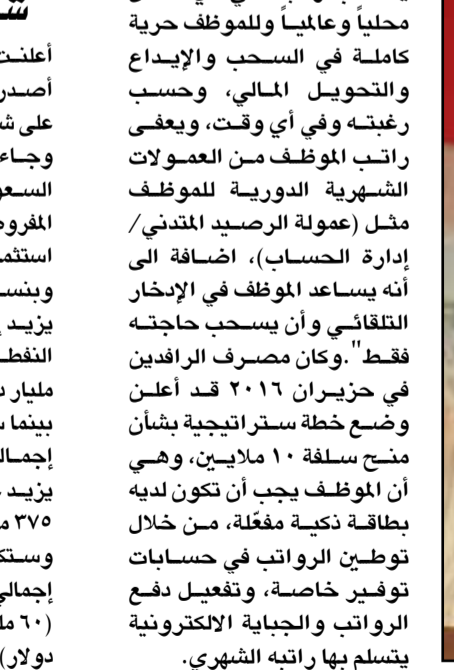 محلياً وعالمياً وللموظف حرية
كاملة في السحب والإيداع
والتحويل المالي، وحسب
رغبته وفي أي وقت، ويعفى
راتب الموظف من العمولات
الشهرية الدورية للموظف
مثل (عمولة الرصيد المتدني/
إدارة الحساب)، اضافة الى
أنه يساعد الموظف في الإدخار
التلقائي وأن يسحب حاجته
فقط". وكان مصرف الرافدين
في حزيران ٢٠١٦ قد أعلن
وضع خطة ستراتيجية بشأن
منح سلفة ١٠ ملايين، وهي
أن الموظف يجب أن تكون لديه
بطاقة ذكية مفعّلة، من خلال
توطين الرواتب في حسابات
توفير خاصة، وتفعيل دفع
الرواتب والجباية الالكترونية
يتسلم بها راتبه الشهري.
أعلنت
أصدر
على ش
وجاء
السعو
المفروض
استثم
وبنس
يزيد
النفط
مليار د
بينما س
إجمال
يزيد
٣٧٥ م
وستك
إجمالي
(٦٠ مل
دولار)